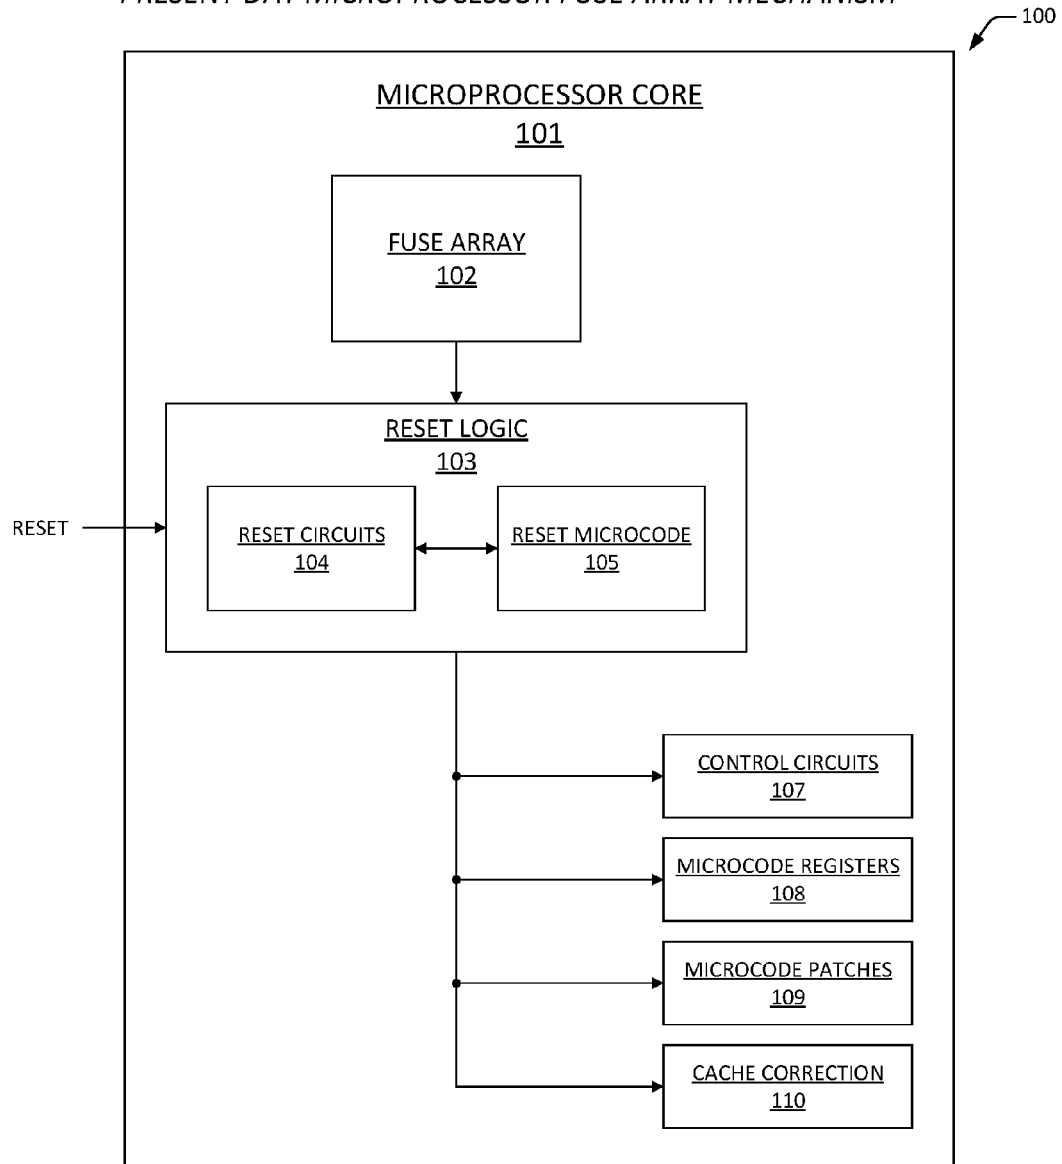 PRESENT DAY MICROPROCESSOR FUSE ARRAY MECHANISM
100
MICROPROCESSOR CORE
101
FUSE ARRAY
102
RESET LOGIC
103
RESET
RESET CIRCUITS
104
RESET MICROCODE
105
CONTROL CIRCUITS
107
MICROCODE REGISTERS
108
MICROCODE PATCHES
109
CACHE CORRECTION
110